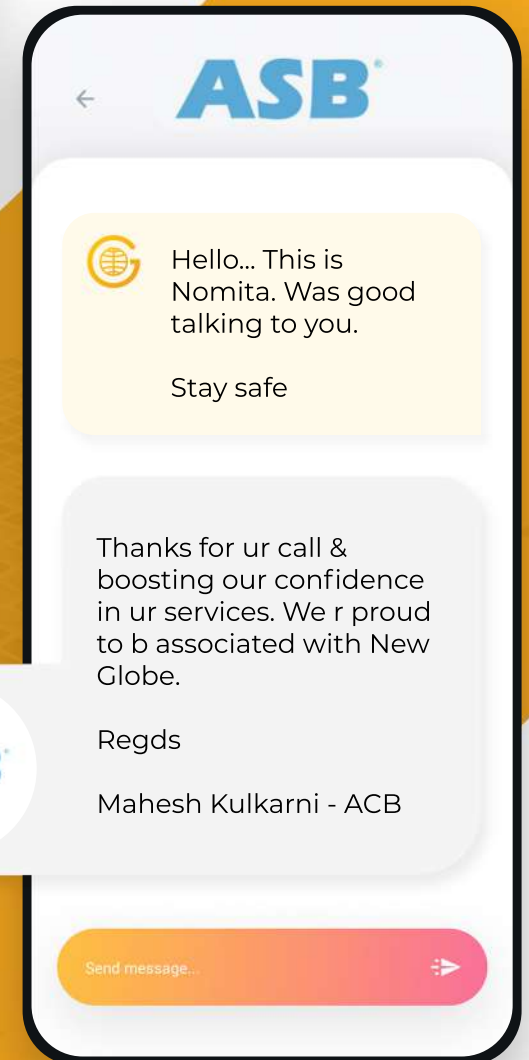 ASB®
Hello... This is
Nomita. Was good
talking to you.
Stay safe
Thanks for ur call &
boosting our confidence
in ur services. We r proud
to b associated with New
Globe.
Regds
Mahesh Kulkarni - ACB
Send message...